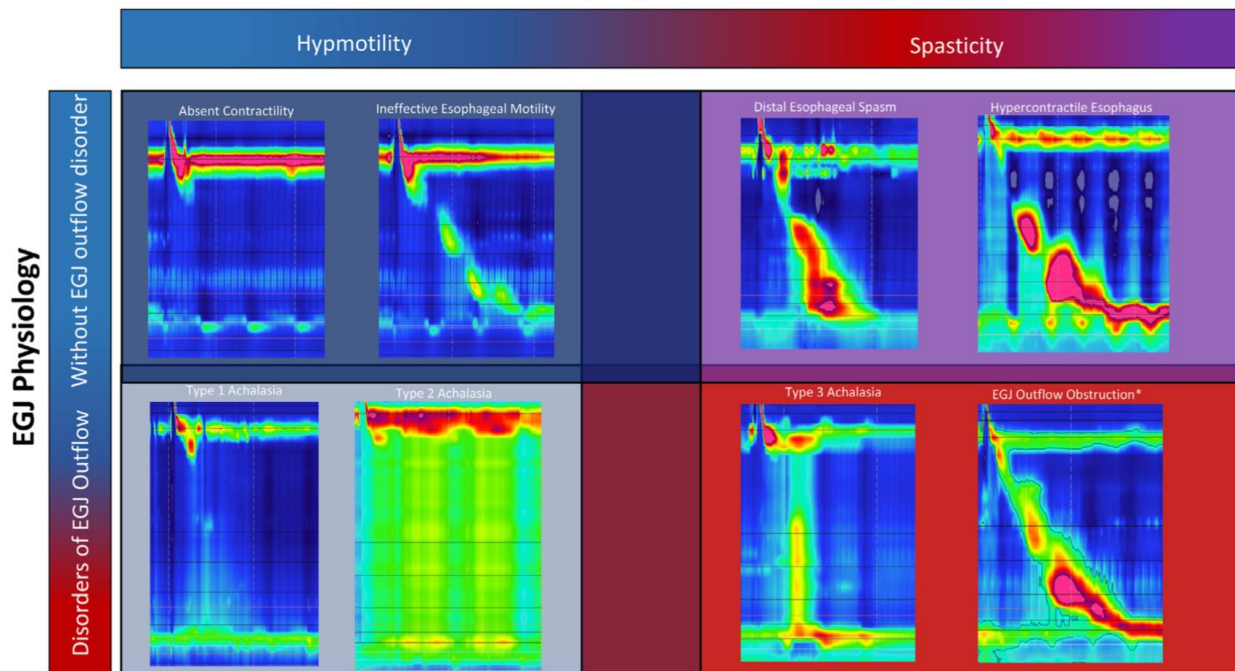 Hypmotility
Spasticity
EGJ Physiology
Without EGJ outflow disorder
Disorders of EGJ Outflow
Absent Contractility
Ineffective Esophageal Motility
Distal Esophageal Spasm
Hypercontractile Esophagus
Type 1 Achalasia
Type 2 Achalasia
Type 3 Achalasia
EGJ Outflow Obstruction*